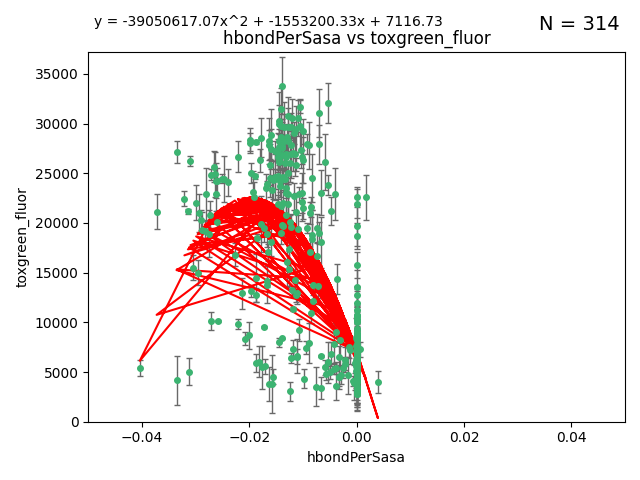 y = -39050617.07x^2 + -1553200.33x + 7116.73
N = 314
hbondPerSasa vs toxgreen_fluor
35000
30000
25000
20000
15000
10000
5000
0
toxgreen_fluor
−0.04
−0.02
0.00
0.02
0.04
hbondPerSasa